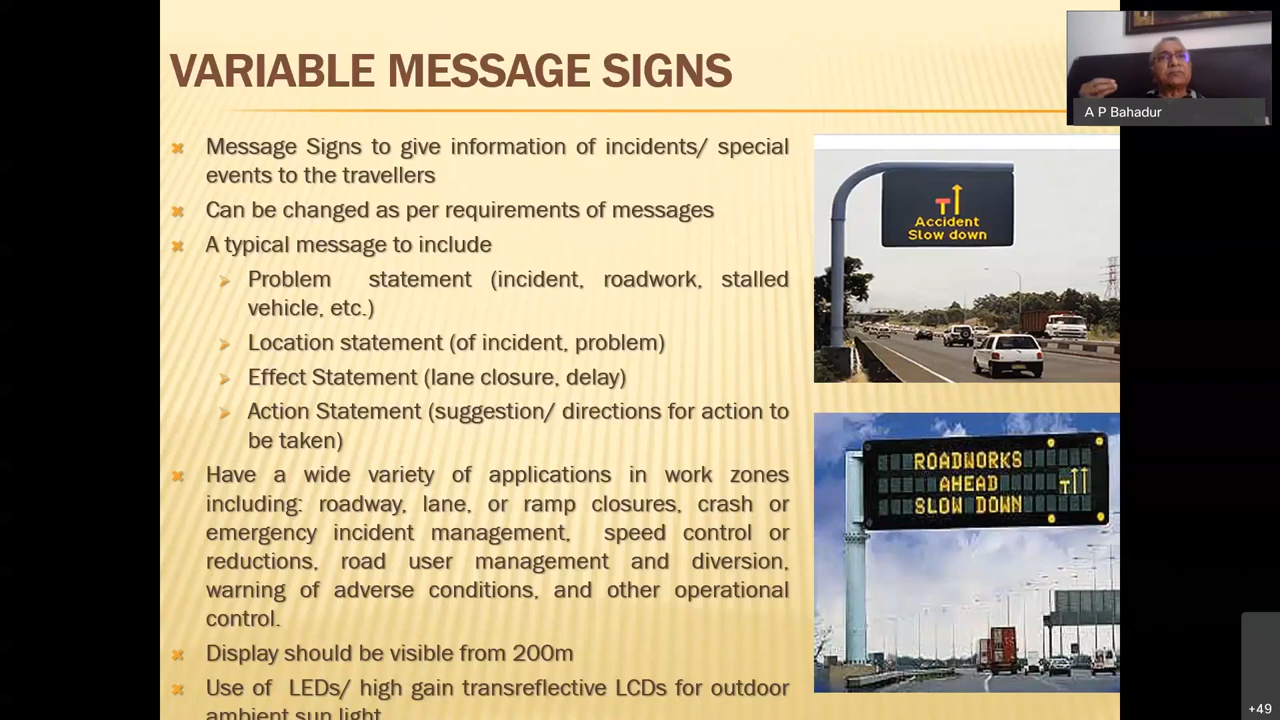 VARIABLE MESSAGE SIGNS
A P Bahadur
Message Signs to give information of incidents/ special
events to the travellers
Can be changed as per requirements of messages
A typical message to include
Problem statement (incident, roadwork, stalled
vehicle, etc.)
Location statement (of incident, problem)
Effect Statement (lane closure, delay)
Action Statement (suggestion/ directions for action to
be taken)
Have a wide variety of applications in work zones
including: roadway, lane, or ramp closures, crash or
emergency incident management, speed control or
reductions, road user management and diversion,
warning of adverse conditions, and other operational
control.
Display should be visible from 200m
Use of LEDs/ high gain transreflective LCDs for outdoor
ambient sun light
Accident
Slow down
ROADWORKS
AHEAD
SLOW DOWN
+49